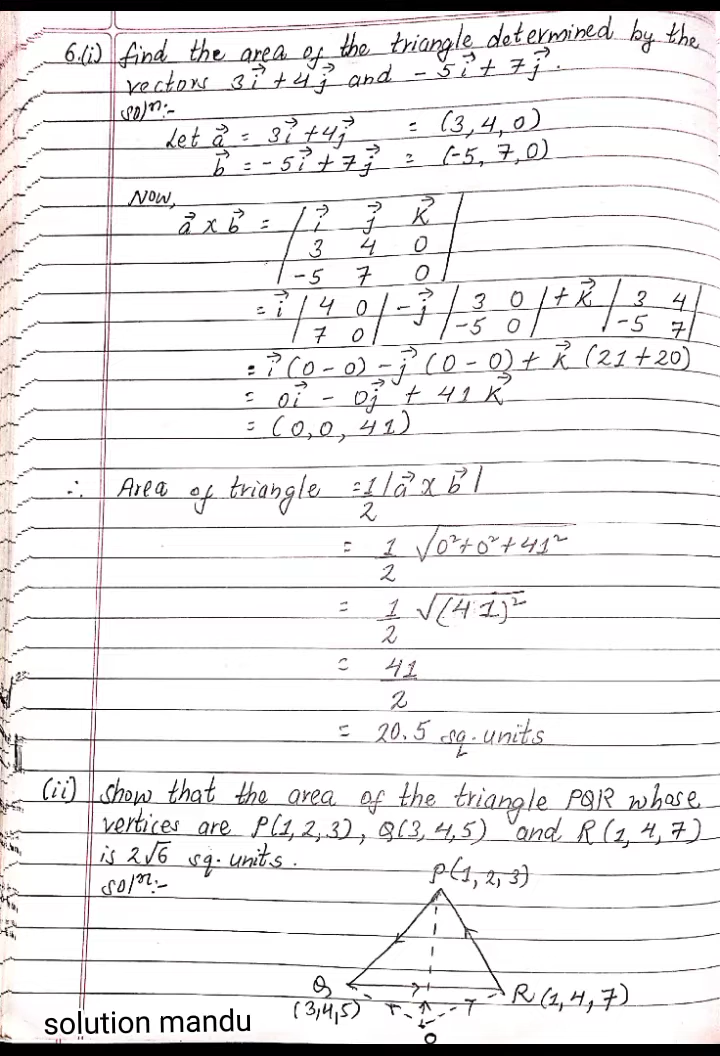 6.(i) find the area of the triangle determined by the
vectors 3i⃗ + 4j⃗ and - 5i⃗ + 7j⃗.
solⁿ:-
Let a⃗ = 3i⃗ + 4j⃗ = (3, 4, 0)
b⃗ = - 5i⃗ + 7j⃗ = (-5, 7, 0)
Now,
a⃗ x b⃗ = | i⃗ j⃗ K⃗ |
| 3 4 0 |
| -5 7 0 |
= i⃗ | 4 0 | - j⃗ | 3 0 | + K⃗ | 3 4 |
| 7 0 | | -5 0 | | -5 7 |
= i⃗ (0 - 0) - j⃗ (0 - 0) + K⃗ (21 + 20)
= 0i⃗ - 0j⃗ + 41 K⃗
= (0, 0, 41)
∴ Area of triangle = 1/2 |a⃗ x b⃗|
= 1/2 √0² + 0² + 41²
= 1/2 √(41)²
= 41/2
= 20.5 sq. units
(ii) Show that the area of the triangle PQR whose
vertices are P(1, 2, 3), Q(3, 4, 5) and R (1, 4, 7)
is 2√6 sq. units.
solⁿ:-
P(1, 2, 3)
Q
(3,4,5)
R (1, 4, 7)
O
solution mandu